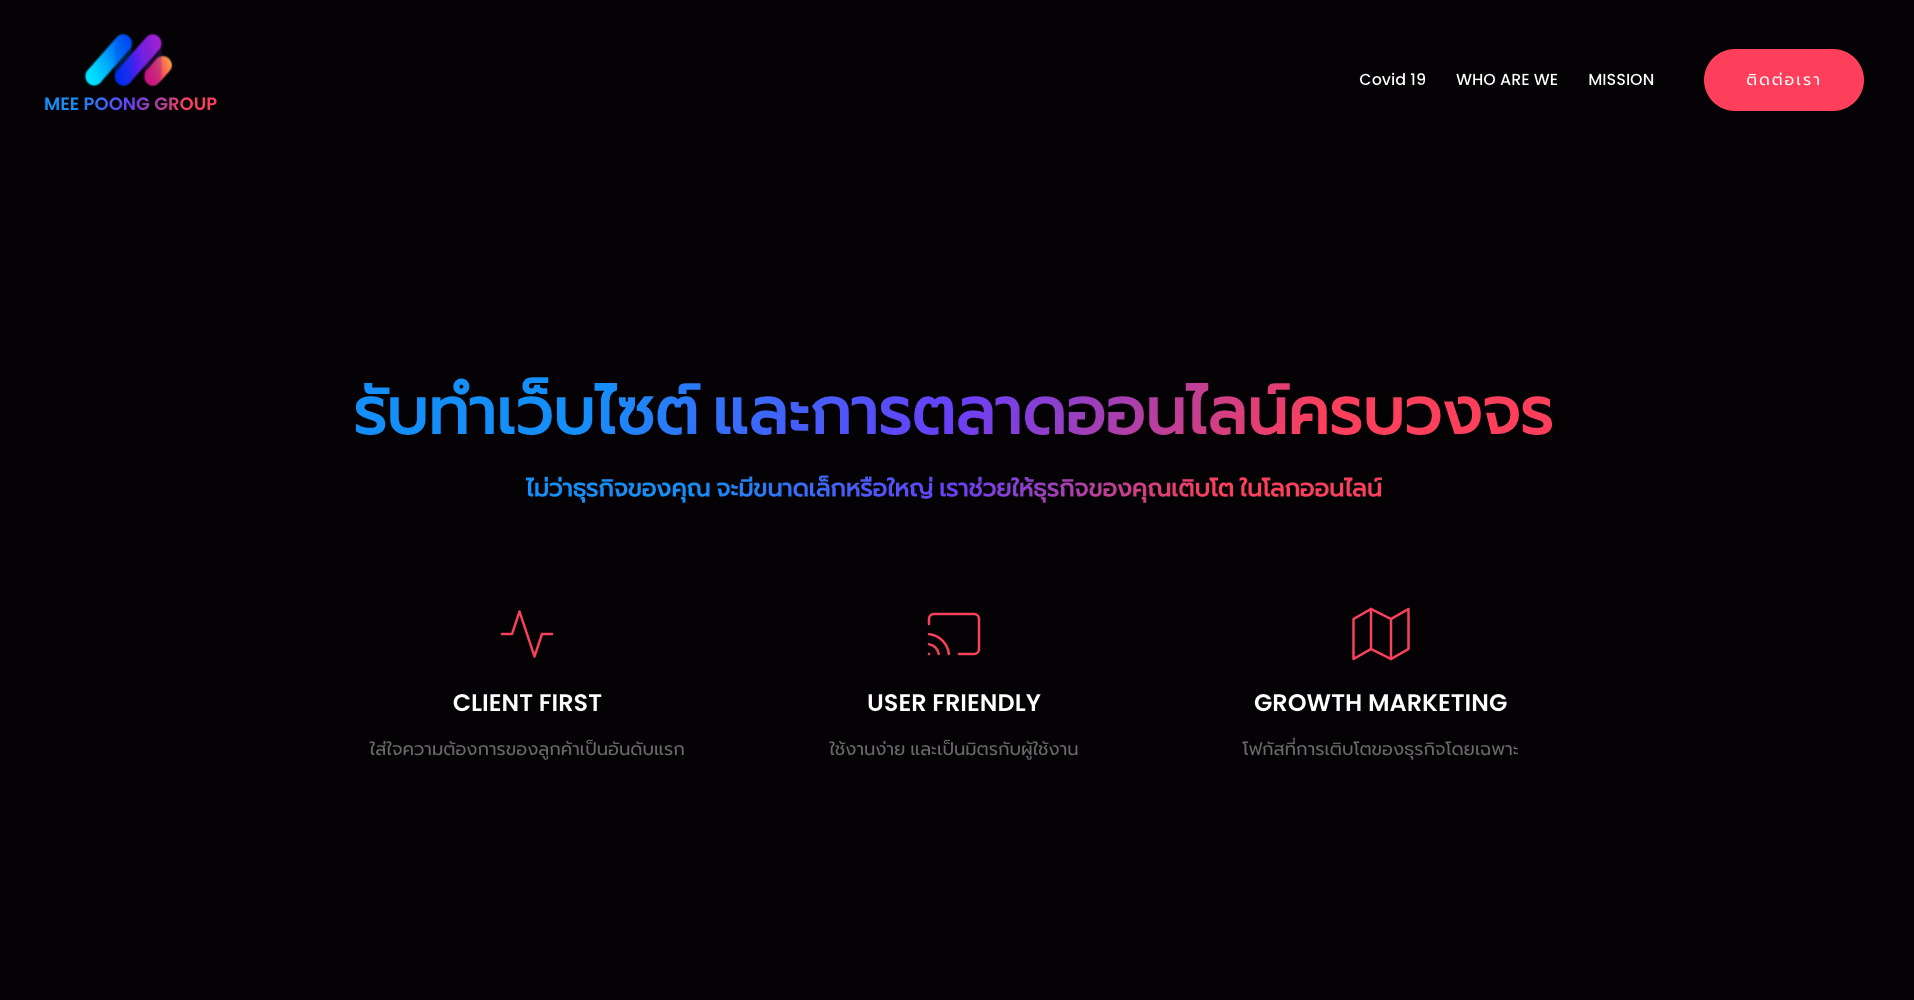 MEE POONG GROUP
Covid 19 WHO ARE WE MISSION ติดต่อเรา
รับทำเว็บไซต์ และการตลาดออนไลน์ครบวงจร
ไม่ว่าธุรกิจของคุณ จะมีขนาดเล็กหรือใหญ่ เราช่วยให้ธุรกิจของคุณเติบโต ในโลกออนไลน์
CLIENT FIRST
ใส่ใจความต้องการของลูกค้าเป็นอันดับแรก
USER FRIENDLY
ใช้งานง่าย และเป็นมิตรกับผู้ใช้งาน
GROWTH MARKETING
โฟกัสที่การเติบโตของธุรกิจโดยเฉพาะ